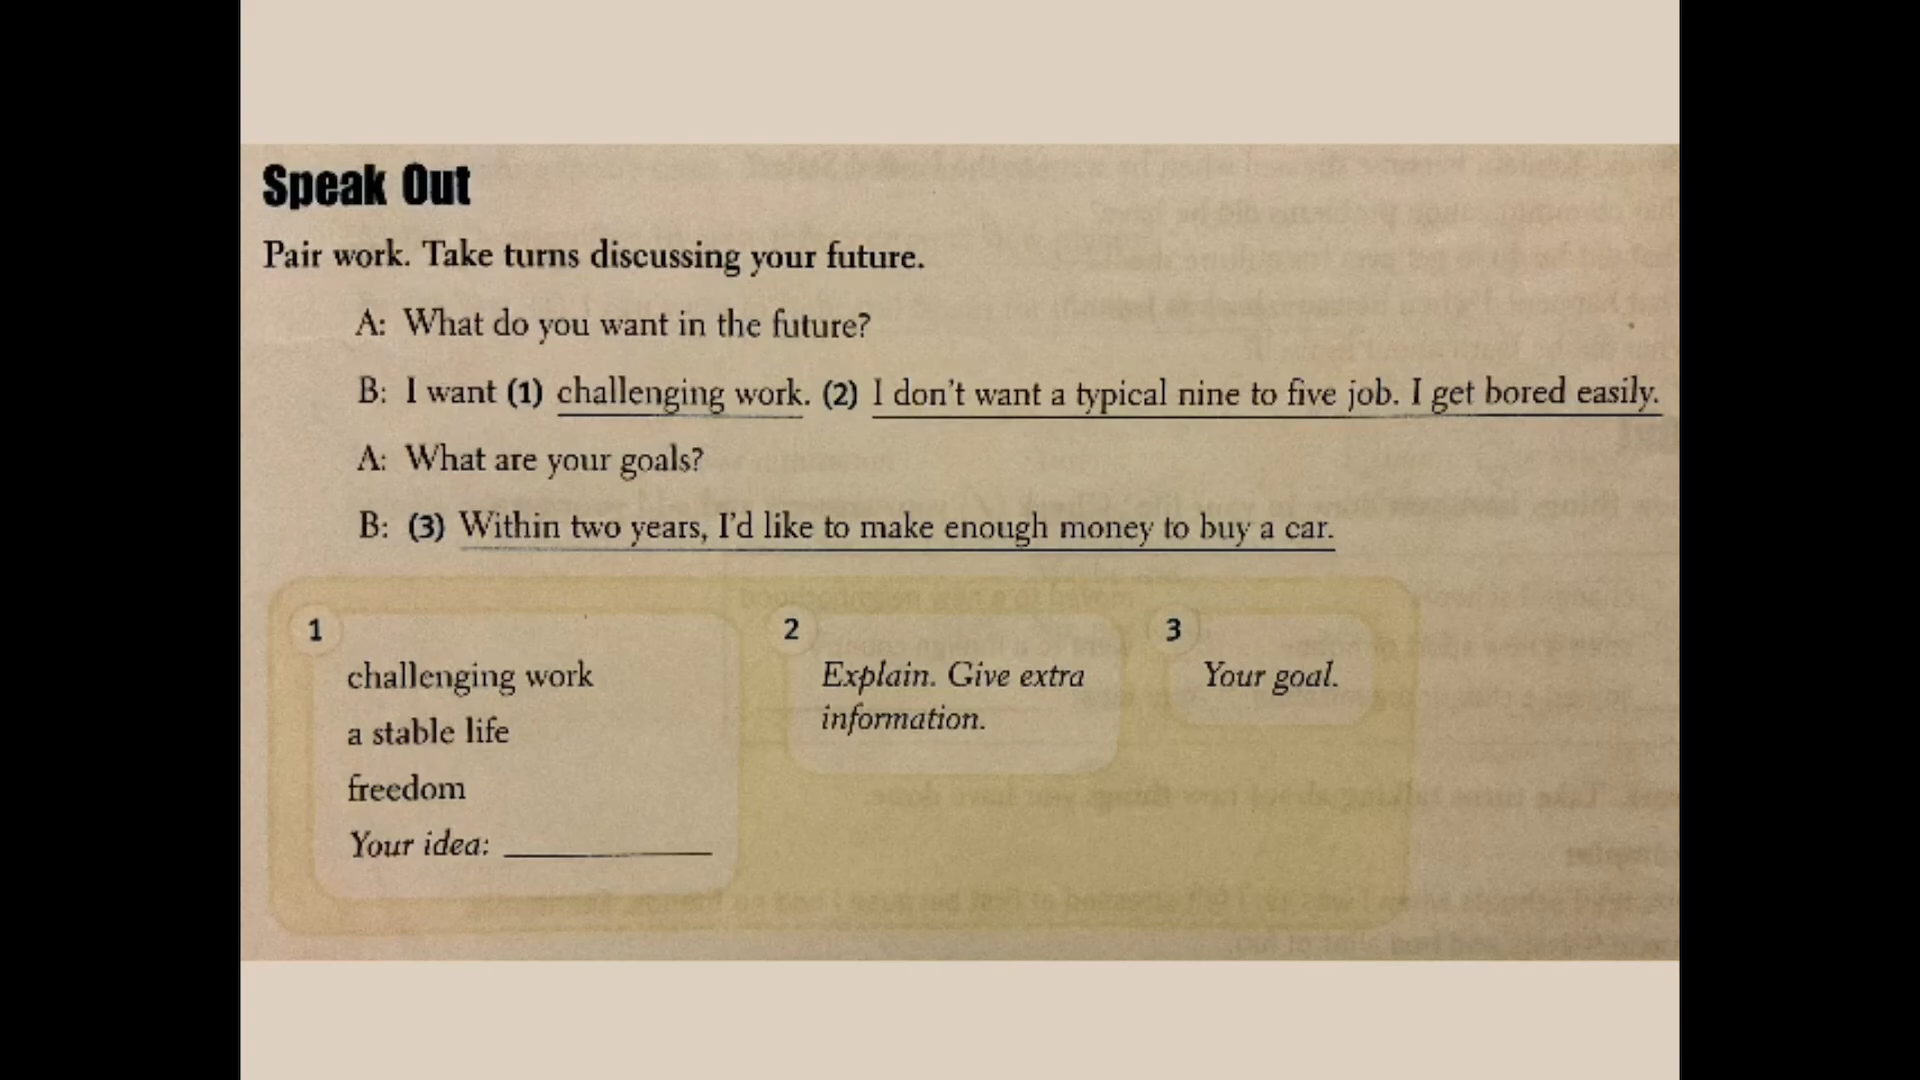 Speak Out
Pair work. Take turns discussing your future.
A: What do you want in the future?
B: I want (1) challenging work. (2) I don't want a typical nine to five job. I get bored easily.
A: What are your goals?
B: (3) Within two years, I'd like to make enough money to buy a car.
1
challenging work
a stable life
freedom
Your idea: ____________
2
Explain. Give extra
information.
3
Your goal.